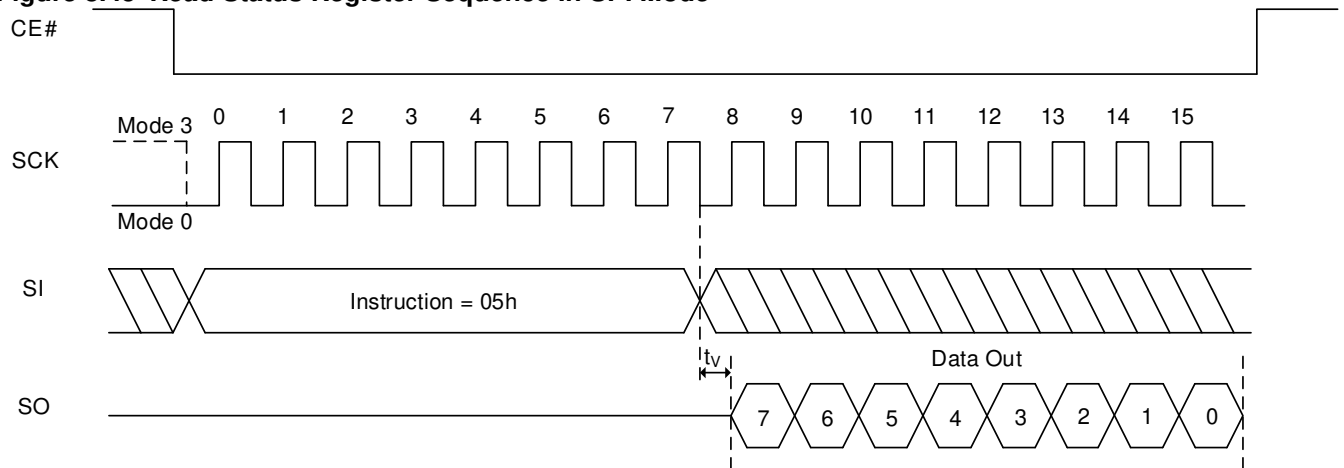 CE#
0 1 2 3 4 5 6 7 8 9 10 11 12 13 14 15
Mode 3
SCK
Mode 0
SI
Instruction = 05h
tV
Data Out
SO
7 6 5 4 3 2 1 0